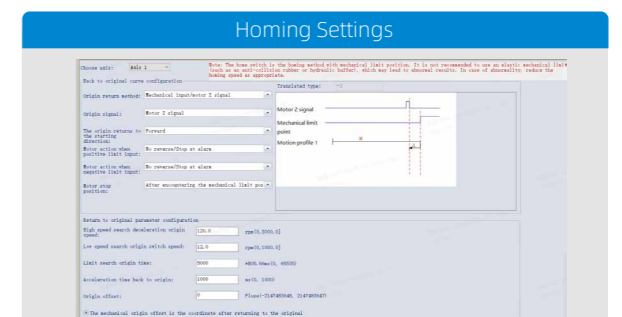 Homing Settings
Choose axis: Axis 1
Note: The home switch is the homing method with mechanical limit position. It is not recommended to use an elastic mechanical limit
(such as an anti-collision rubber or hydraulic buffer), which may lead to abnormal results. In case of abnormality, reduce the
homing speed as appropriate.
Back to original curve configuration
Translated type:
Origin return method: Mechanical input/motor Z signal
Origin signal: Motor Z signal
The origin returns to the starting direction: Forward
Motor action when positive limit input: No reverse/Stop at alarm
Motor action when negative limit input: No reverse/Stop at alarm
Motor stop position: After encountering the mechanical limit pos
Motor Z signal
Mechanical limit
point
Motion profile 1
Return to original parameter configuration
High speed search deceleration origin speed: 120.0 rpm[0,3000.0]
Low speed search origin switch speed: 12.0 rpm[0,1000.0]
Limit search origin time: 5000
Acceleration time back to origin: 1000 ms(0, 1000)
Origin offset: 0 Pluse(-2147483648, 2147483647)
* The mechanical origin offset is the coordinate after returning to the original